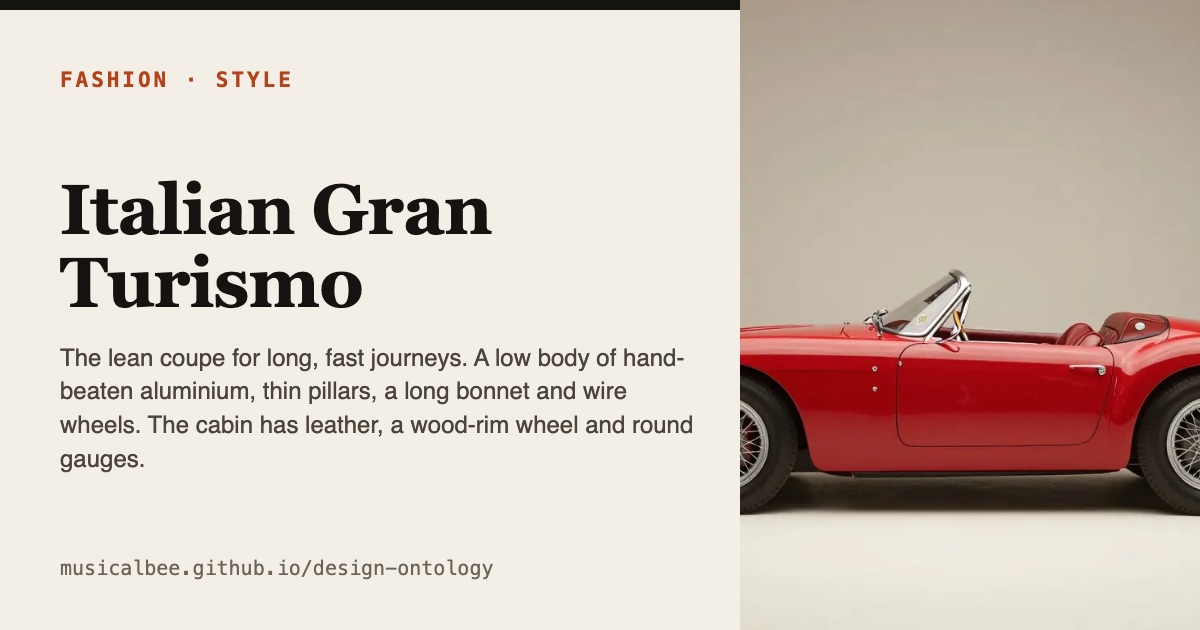 FASHION · STYLE
Italian Gran
Turismo
The lean coupe for long, fast journeys. A low body of hand-
beaten aluminium, thin pillars, a long bonnet and wire
wheels. The cabin has leather, a wood-rim wheel and round
gauges.
musicalbee.github.io/design-ontology